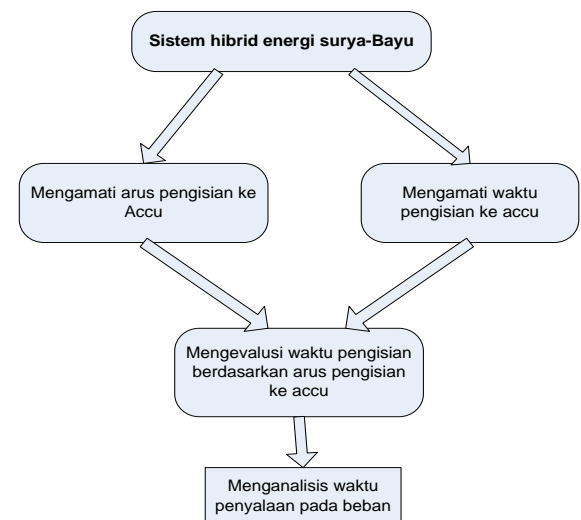 Sistem hibrid energi surya-Bayu
Mengamati arus pengisian ke
Accu
Mengamati waktu
pengisian ke accu
Mengevalusi waktu pengisian
berdasarkan arus pengisian
ke accu
Menganalisis waktu
penyalaan pada beban